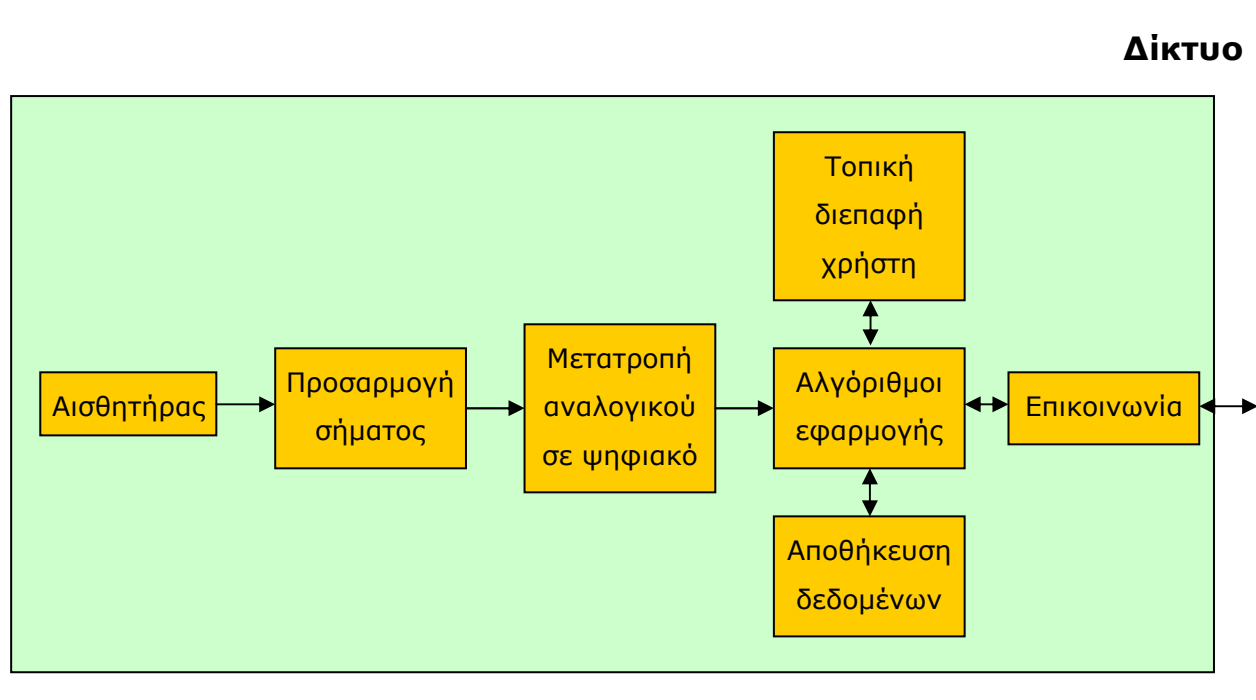 Δίκτυο
Τοπική
διεπαφή
χρήστη
Αισθητήρας
Προσαρμογή
σήματος
Μετατροπή
αναλογικού
σε ψηφιακό
Αλγόριθμοι
εφαρμογής
Επικοινωνία
Αποθήκευση
δεδομένων